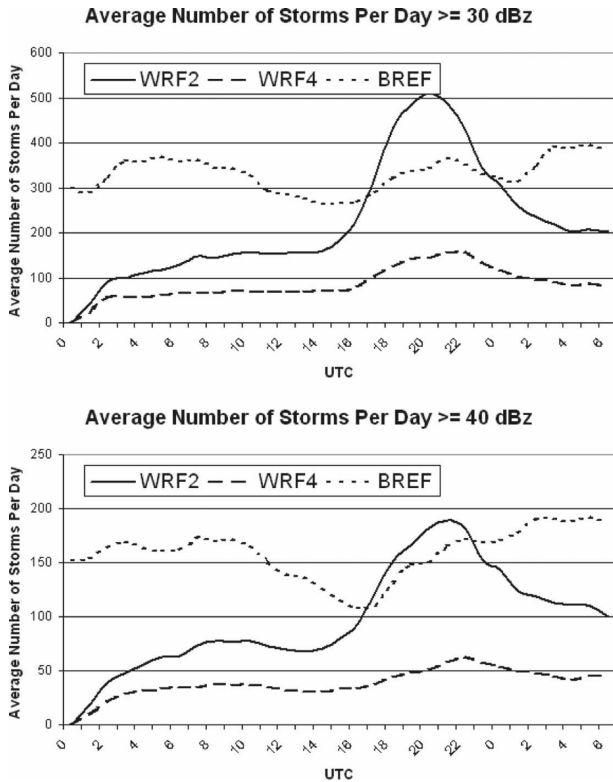 Average Number of Storms Per Day >= 30 dBz
Average Number of Storms Per Day
600
500
400
300
200
100
0
WRF2 WRF4 BREF
0 2 4 6 8 10 12 14 16 18 20 22 0 2 4 6
UTC
Average Number of Storms Per Day >= 40 dBz
Average Number of Storms Per Day
250
200
150
100
50
0
WRF2 WRF4 BREF
0 2 4 6 8 10 12 14 16 18 20 22 0 2 4 6
UTC